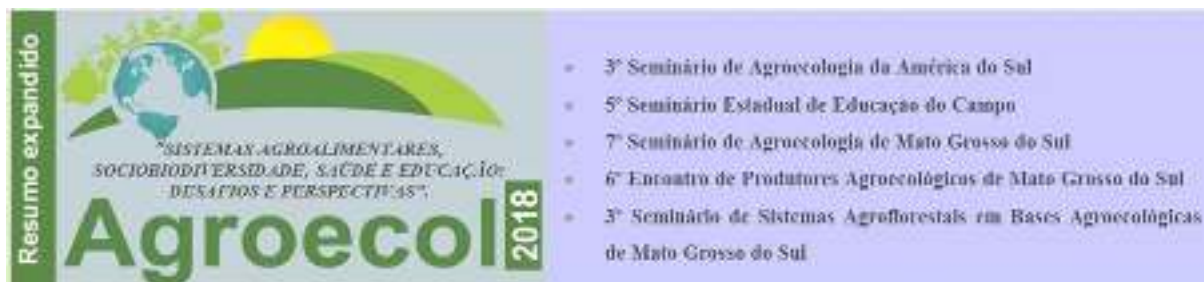 Resumo expandido
"SISTEMAS AGROALIMENTARES,
SOCIOBIODIVERSIDADE, SAÚDE E EDUCAÇÃO:
DESAFIOS E PERSPECTIVAS".
Agroecol 2018
3º Seminário de Agroecologia da América do Sul
5º Seminário Estadual de Educação do Campo
7º Seminário de Agroecologia de Mato Grosso do Sul
6º Encontro de Produtores Agroecológicos de Mato Grosso do Sul
3º Seminário de Sistemas Agroflorestais em Bases Agroecológicas
de Mato Grosso do Sul